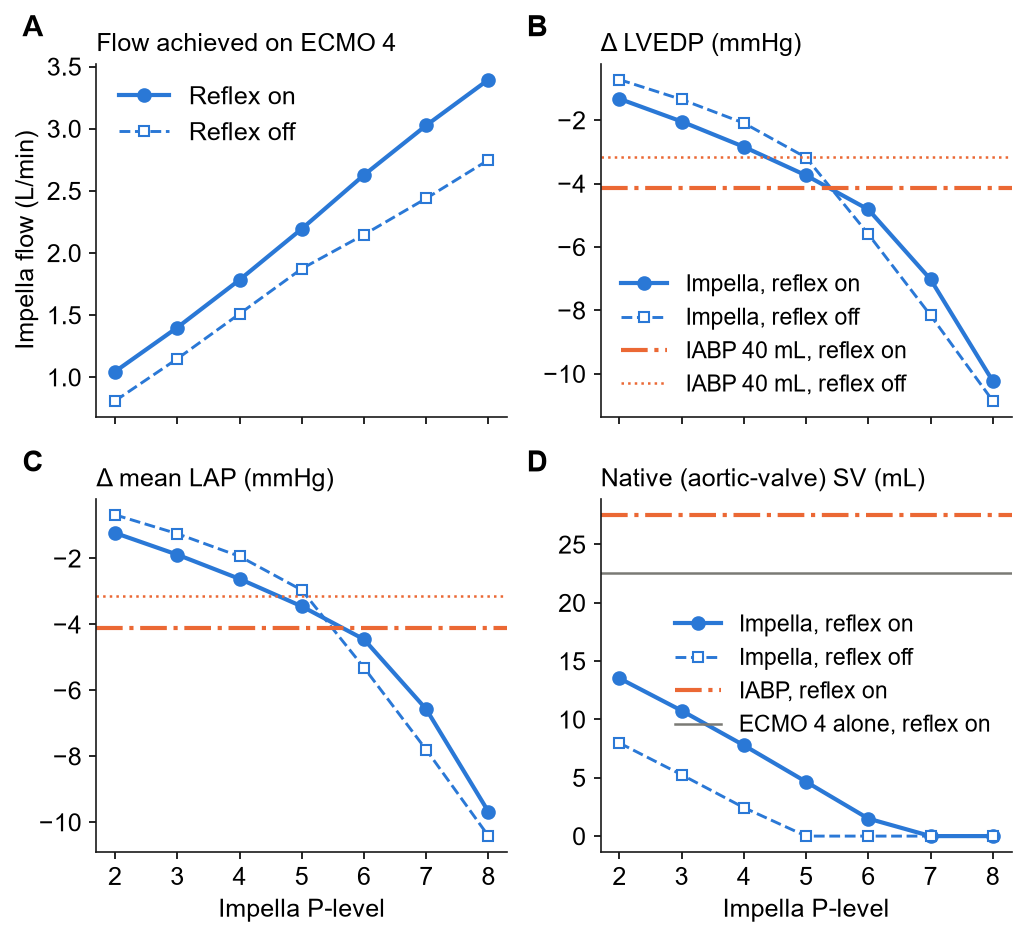 A
Flow achieved on ECMO 4
Impella flow (L/min)
3.5
3.0
2.5
2.0
1.5
1.0
Reflex on
Reflex off
B
Δ LVEDP (mmHg)
−2
−4
−6
−8
−10
Impella, reflex on
Impella, reflex off
IABP 40 mL, reflex on
IABP 40 mL, reflex off
C
Δ mean LAP (mmHg)
−2
−4
−6
−8
−10
2 3 4 5 6 7 8
Impella P-level
D
Native (aortic-valve) SV (mL)
25
20
15
10
5
0
Impella, reflex on
Impella, reflex off
IABP, reflex on
ECMO 4 alone, reflex on
2 3 4 5 6 7 8
Impella P-level